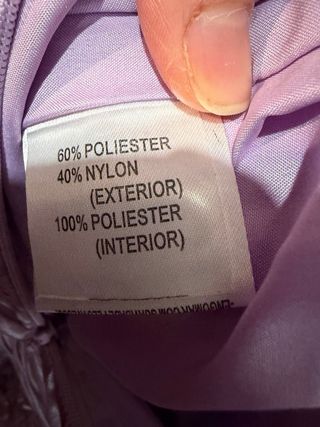 60% POLIESTER
40% NYLON
(EXTERIOR)
100% POLIESTER
(INTERIOR)